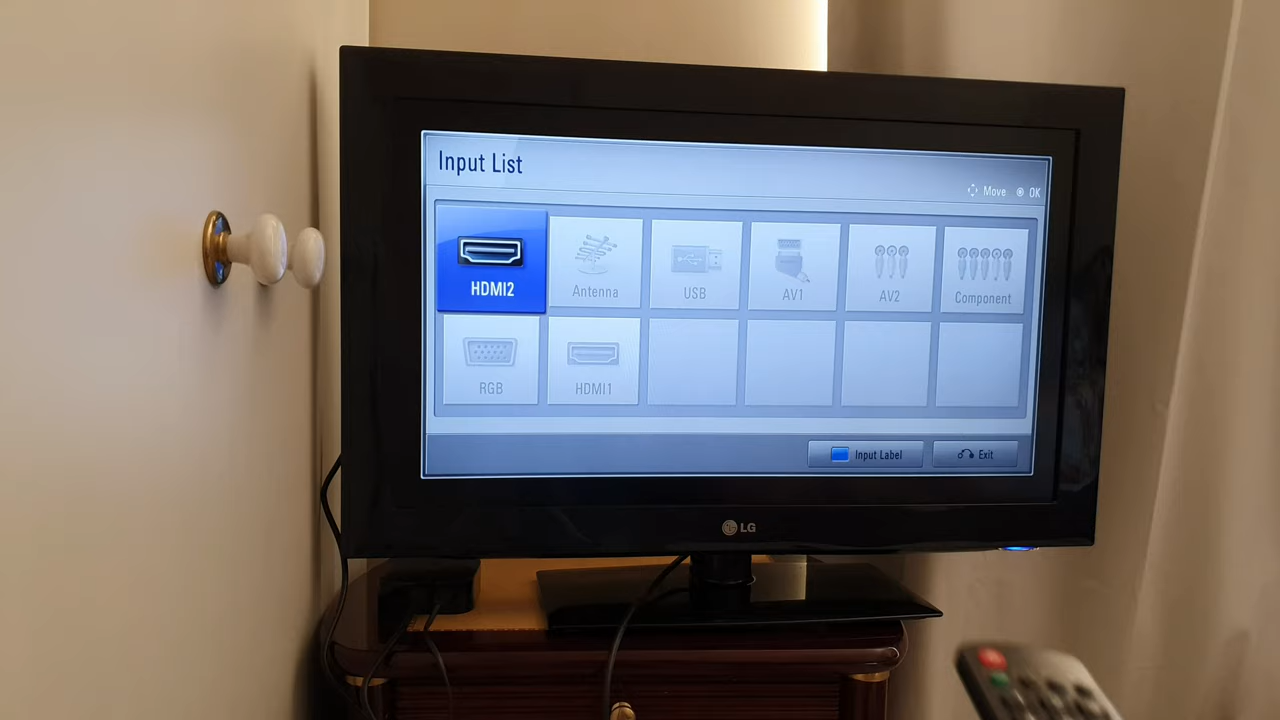 Input List
Move OK
HDMI2 Antenna USB AV1 AV2 Component
RGB HDMI1
Input Label Exit
LG